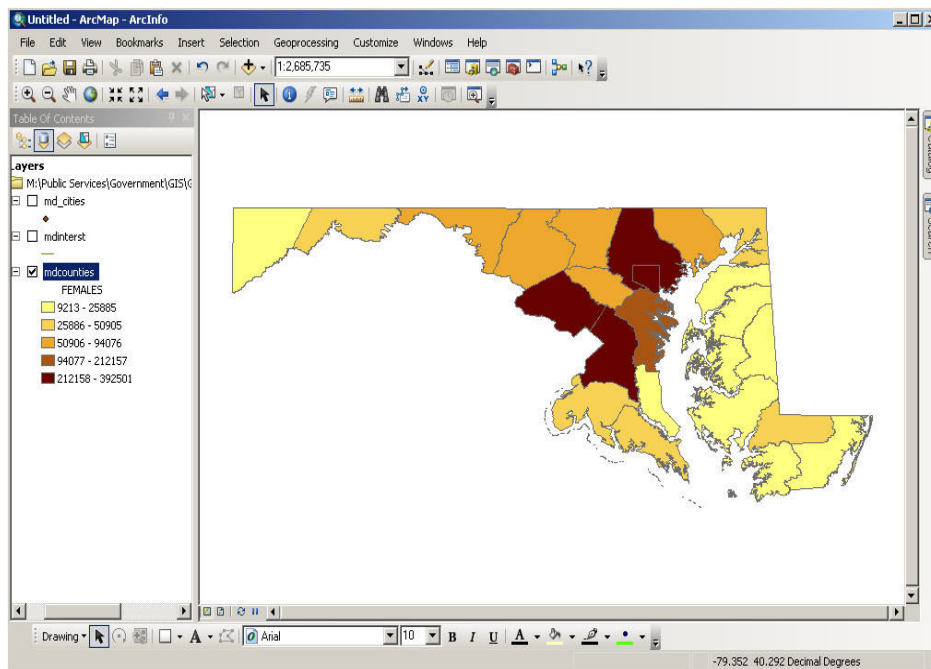 Untitled - ArcMap - ArcInfo
File Edit View Bookmarks Insert Selection Geoprocessing Customize Windows Help
1:2,685,735
Table Of Contents
Layers
M:\Public Services\Government\GIS\G
md_cities
mdinterst
mdcounties
FEMALES
9213 - 25885
25886 - 50905
50906 - 94076
94077 - 212157
212158 - 392501
Catalog
Search
Drawing
A
Arial
10
B I U A
-79.352 40.292 Decimal Degrees